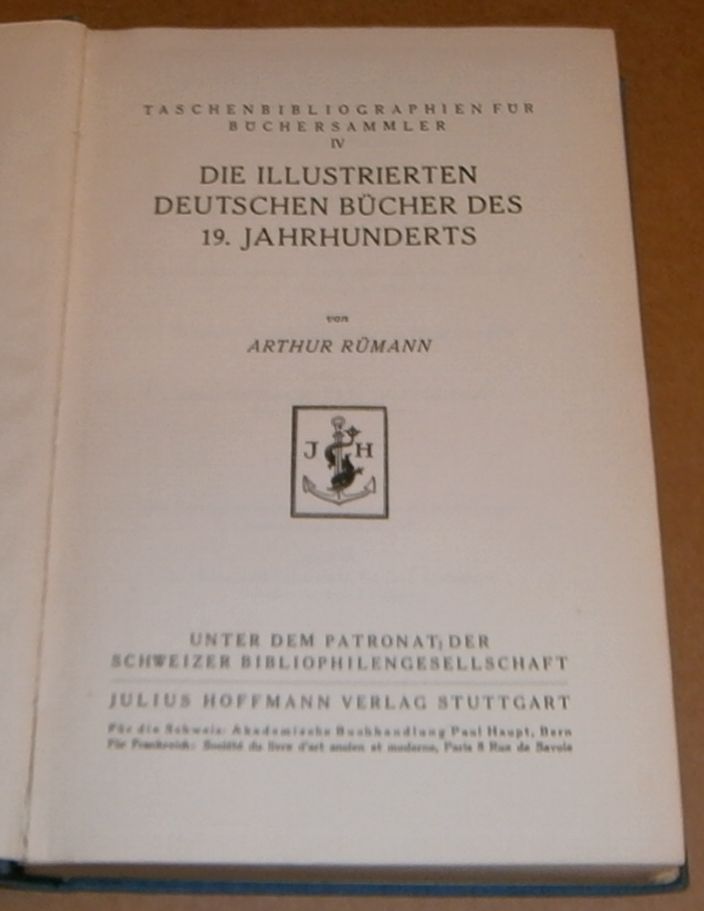 TASCHENBIBLIOGRAPHIEN FÜR
BÜCHERSAMMLER
IV
DIE ILLUSTRIERTEN
DEUTSCHEN BÜCHER DES
19. JAHRHUNDERTS
von
ARTHUR RÜMANN
J H
UNTER DEM PATRONAT DER
SCHWEIZER BIBLIOPHILENGESELLSCHAFT
JULIUS HOFFMANN VERLAG STUTTGART
Für die Schweiz: Akademische Buchhandlung Paul Haupt, Bern
Für Frankreich: Société du livre d'art ancien et moderne, Paris 8 Rue de Savoie